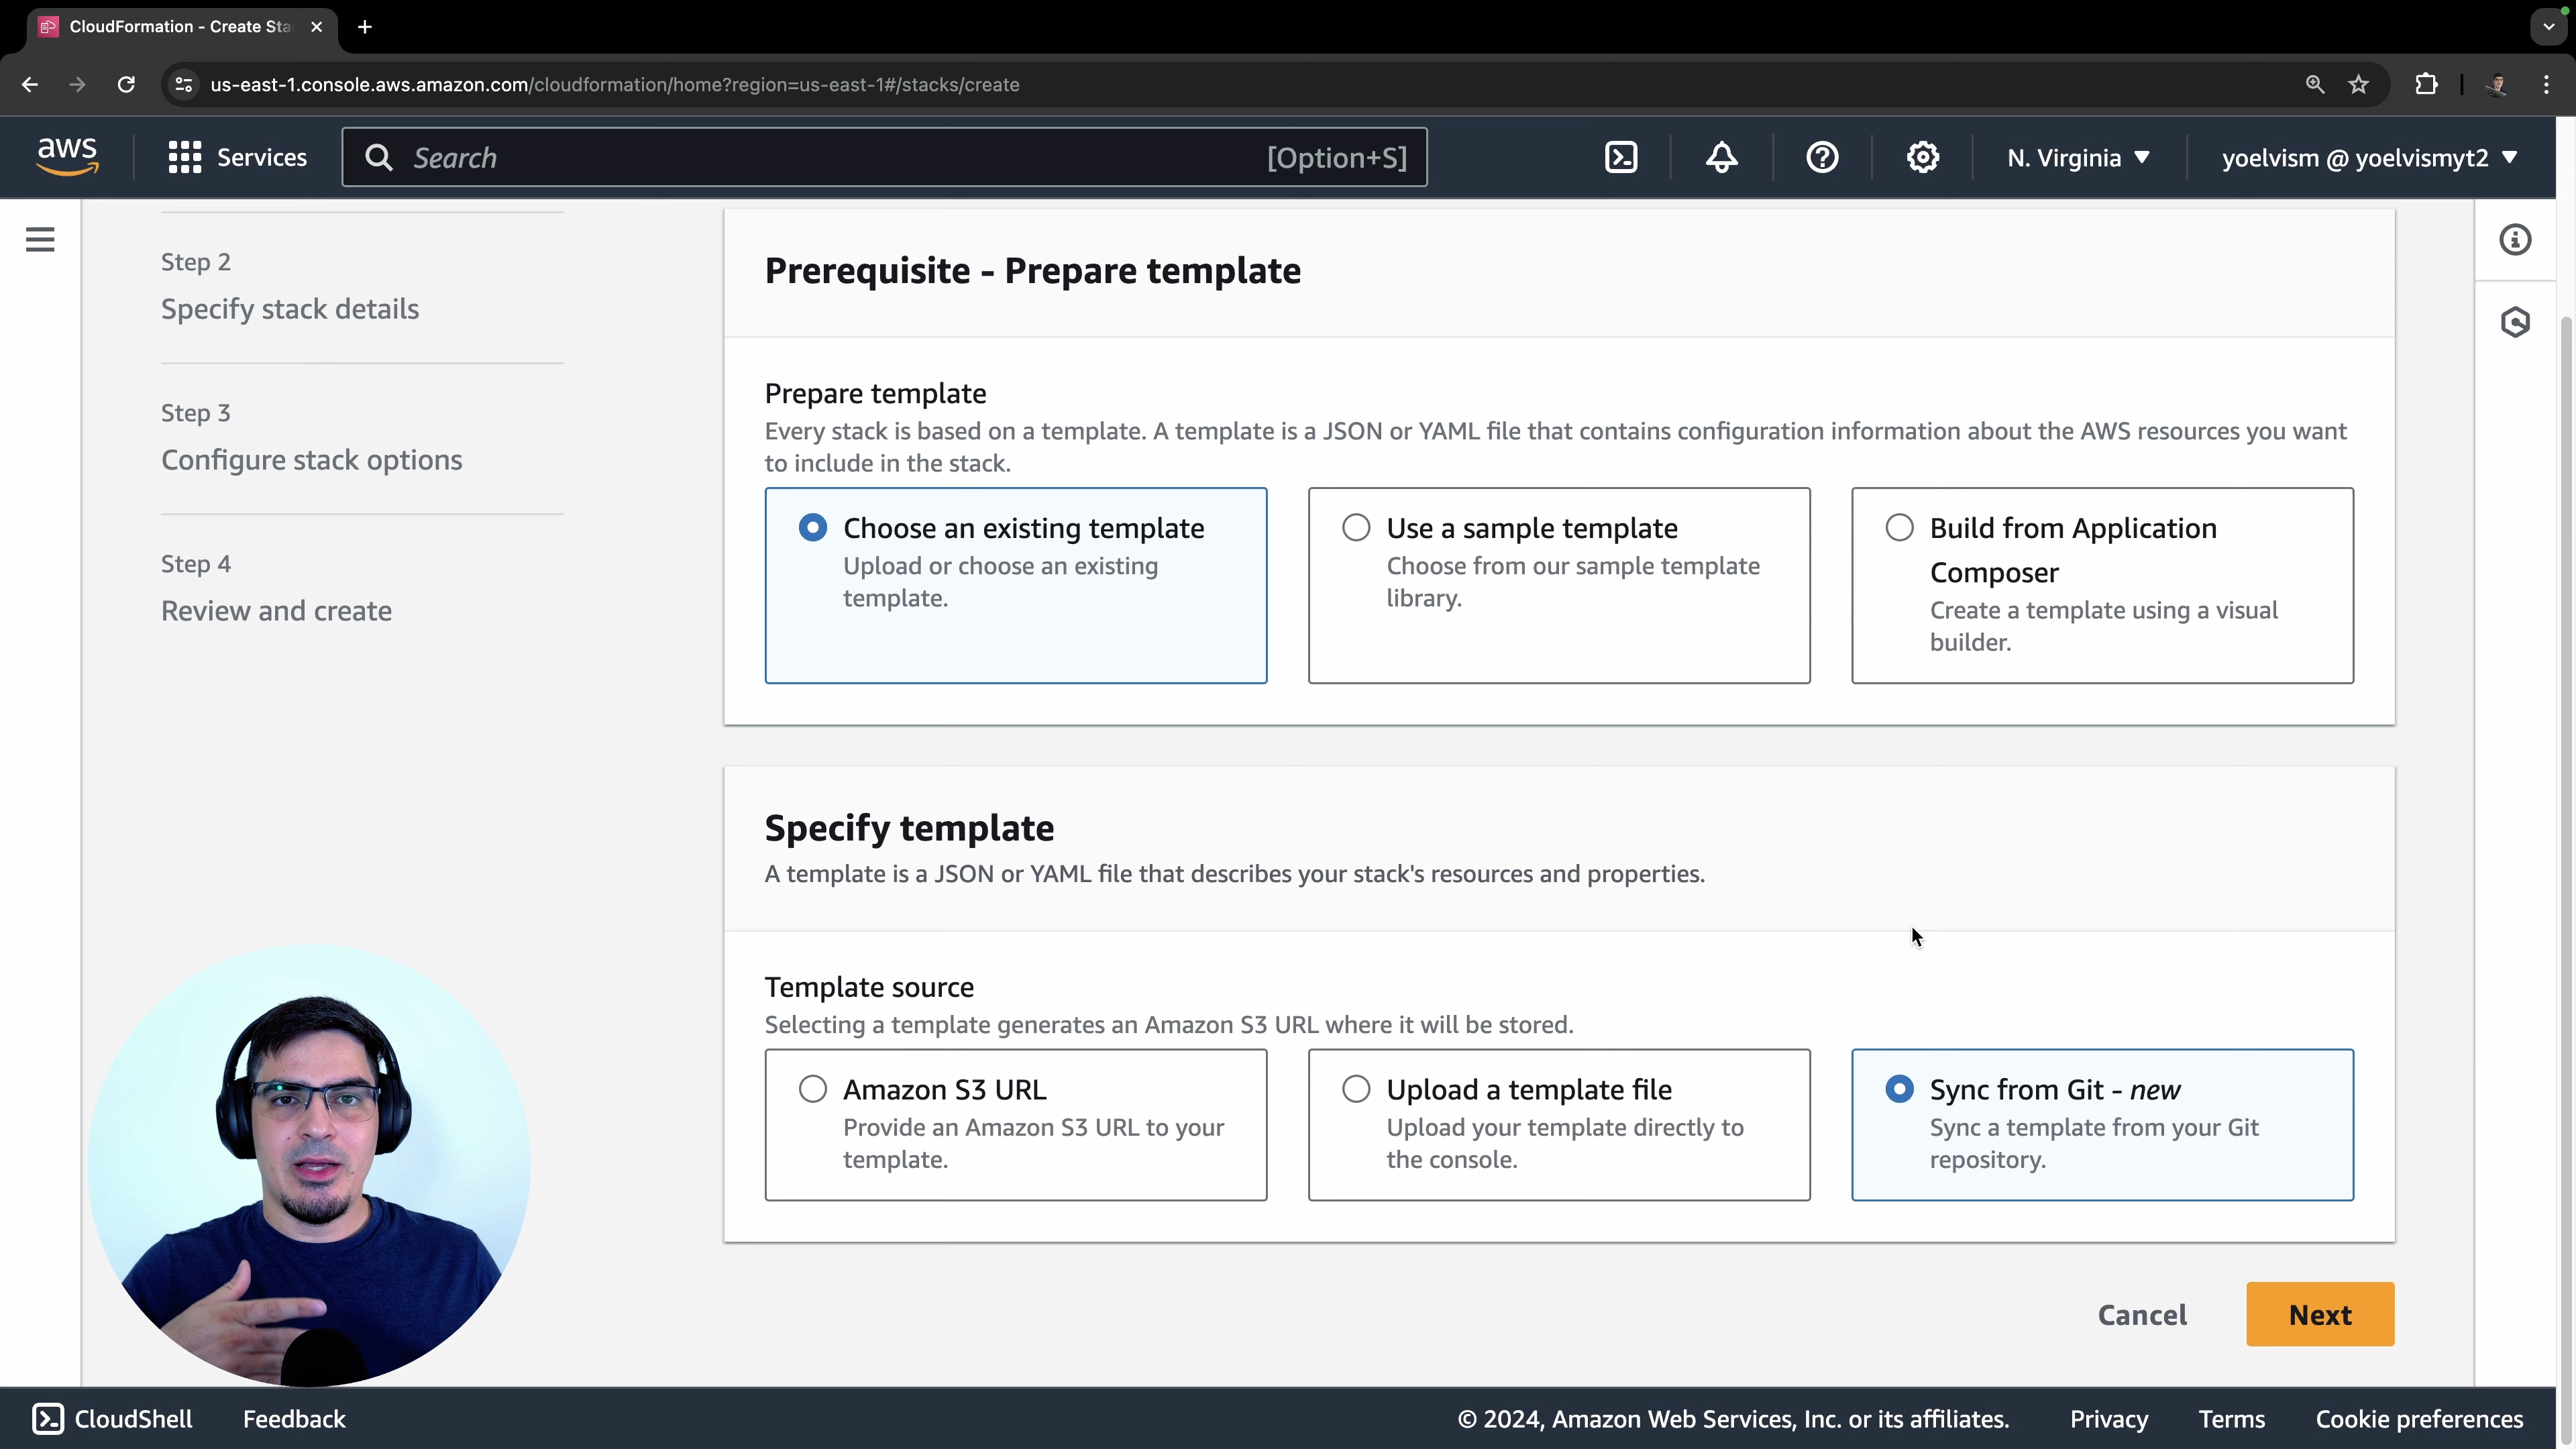 CloudFormation - Create Sta
us-east-1.console.aws.amazon.com/cloudformation/home?region=us-east-1#/stacks/create
aws
Services
Search
[Option+S]
N. Virginia
yoelvism @ yoelvismyt2
Step 2
Specify stack details
Step 3
Configure stack options
Step 4
Review and create
Prerequisite - Prepare template
Prepare template
Every stack is based on a template. A template is a JSON or YAML file that contains configuration information about the AWS resources you want
to include in the stack.
Choose an existing template
Upload or choose an existing
template.
Use a sample template
Choose from our sample template
library.
Build from Application
Composer
Create a template using a visual
builder.
Specify template
A template is a JSON or YAML file that describes your stack's resources and properties.
Template source
Selecting a template generates an Amazon S3 URL where it will be stored.
Amazon S3 URL
Provide an Amazon S3 URL to your
template.
Upload a template file
Upload your template directly to
the console.
Sync from Git - new
Sync a template from your Git
repository.
Cancel
Next
CloudShell
Feedback
© 2024, Amazon Web Services, Inc. or its affiliates.
Privacy
Terms
Cookie preferences